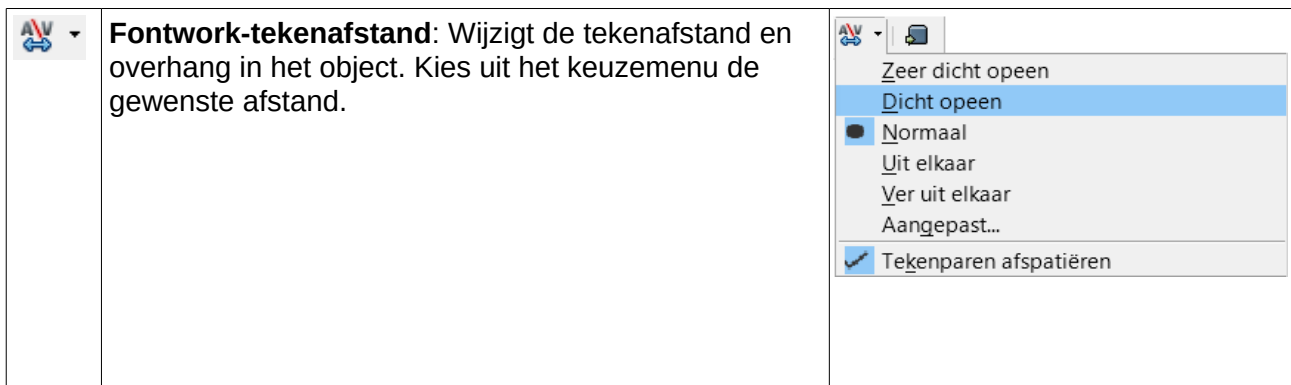 Fontwork-tekenafstand: Wijzigt de tekenafstand en
overhang in het object. Kies uit het keuzemenu de
gewenste afstand.
Zeer dicht opeen
Dicht opeen
Normaal
Uit elkaar
Ver uit elkaar
Aangepast...
Tekenparen afspatiëren